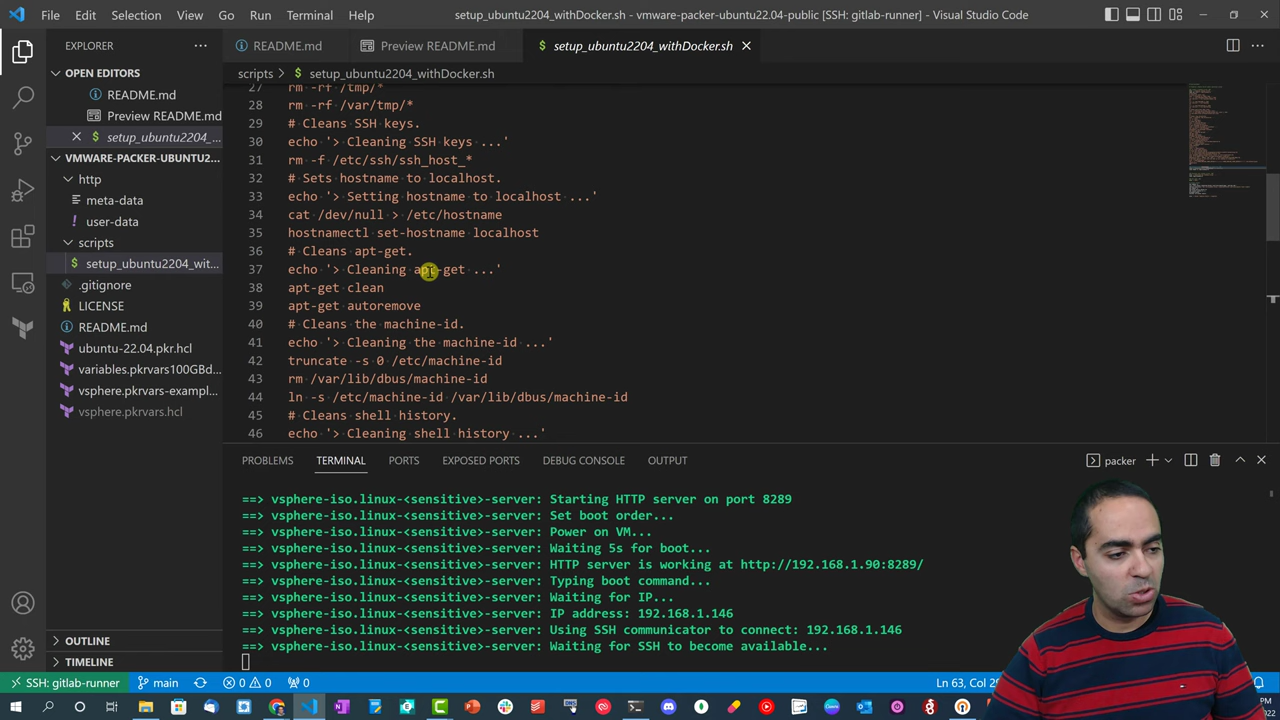 File Edit Selection View Go Run Terminal Help
setup_ubuntu2204_withDocker.sh - vmware-packer-ubuntu22.04-public [SSH: gitlab-runner] - Visual Studio Code
EXPLORER
README.md
Preview README.md
setup_ubuntu2204_withDocker.sh
OPEN EDITORS
README.md
Preview README.md
setup_ubuntu2204_...
VMWARE-PACKER-UBUNTU2...
http
meta-data
user-data
scripts
setup_ubuntu2204_wit...
.gitignore
LICENSE
README.md
ubuntu-22.04.pkr.hcl
variables.pkrvars100GBd...
vsphere.pkrvars-exampl...
vsphere.pkrvars.hcl
OUTLINE
TIMELINE
scripts > setup_ubuntu2204_withDocker.sh
27 rm -rf /tmp/*
28 rm -rf /var/tmp/*
29 # Cleans SSH keys.
30 echo '> Cleaning SSH keys ...'
31 rm -f /etc/ssh/ssh_host_*
32 # Sets hostname to localhost.
33 echo '> Setting hostname to localhost ...'
34 cat /dev/null > /etc/hostname
35 hostnamectl set-hostname localhost
36 # Cleans apt-get.
37 echo '> Cleaning apt-get ...'
38 apt-get clean
39 apt-get autoremove
40 # Cleans the machine-id.
41 echo '> Cleaning the machine-id ...'
42 truncate -s 0 /etc/machine-id
43 rm /var/lib/dbus/machine-id
44 ln -s /etc/machine-id /var/lib/dbus/machine-id
45 # Cleans shell history.
46 echo '> Cleaning shell history ...'
PROBLEMS TERMINAL PORTS EXPOSED PORTS DEBUG CONSOLE OUTPUT
packer
==> vsphere-iso.linux-<sensitive>-server: Starting HTTP server on port 8289
==> vsphere-iso.linux-<sensitive>-server: Set boot order...
==> vsphere-iso.linux-<sensitive>-server: Power on VM...
==> vsphere-iso.linux-<sensitive>-server: Waiting 5s for boot...
==> vsphere-iso.linux-<sensitive>-server: HTTP server is working at http://192.168.1.90:8289/
==> vsphere-iso.linux-<sensitive>-server: Typing boot command...
==> vsphere-iso.linux-<sensitive>-server: Waiting for IP...
==> vsphere-iso.linux-<sensitive>-server: IP address: 192.168.1.146
==> vsphere-iso.linux-<sensitive>-server: Using SSH communicator to connect: 192.168.1.146
==> vsphere-iso.linux-<sensitive>-server: Waiting for SSH to become available...
SSH: gitlab-runner main 0 0 0
Ln 63, Col
PM
2022